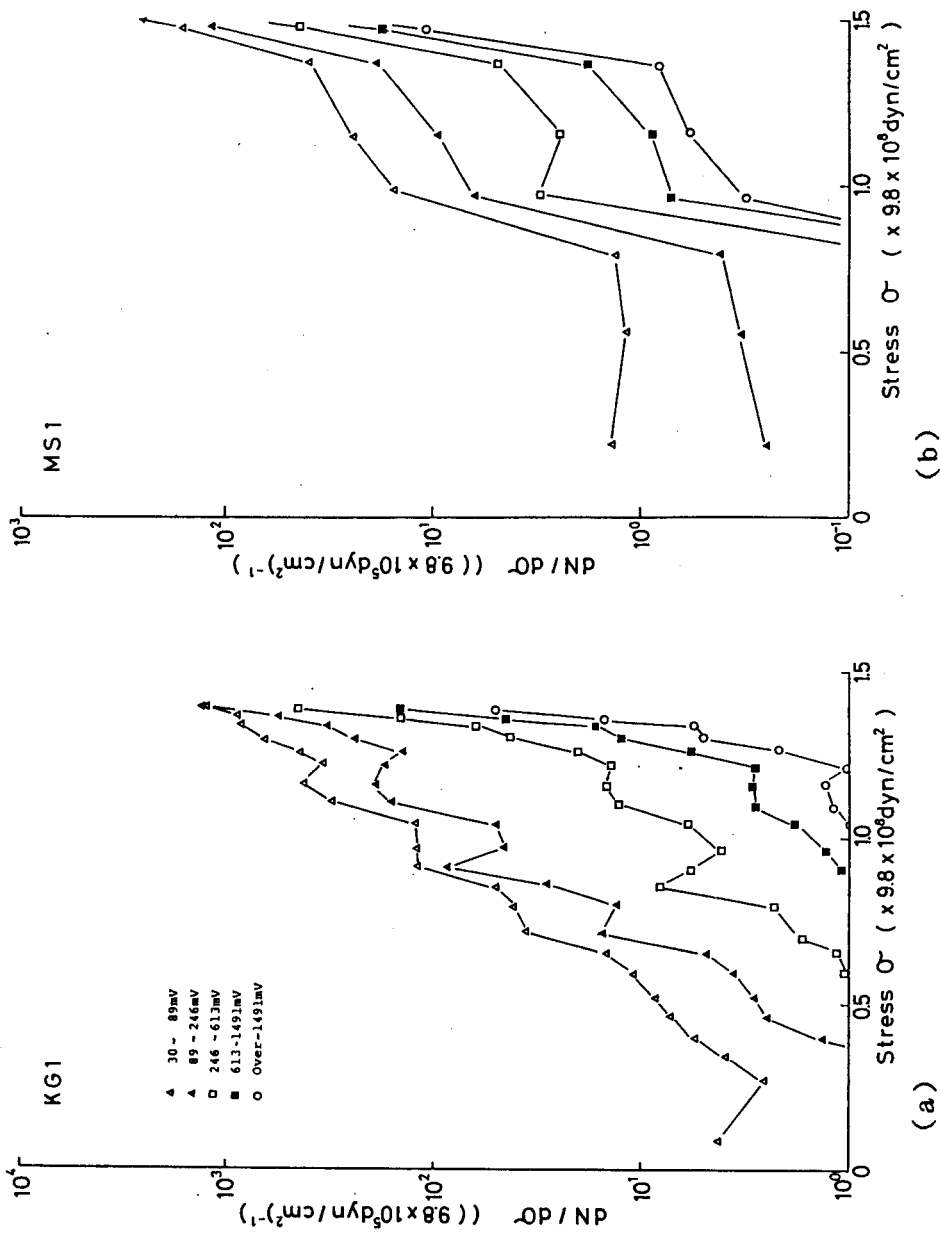 KG1
10⁴
10³
10²
10¹
10⁰
dN / dσ ((9.8 x 10⁵dyn/cm²)⁻¹)
▵ 30 - 89mV
▲ 89 - 246mV
□ 246 - 613mV
■ 613-1491mV
○ Over-1491mV
0
0.5
1.0
1.5
Stress σ ( x 9.8 x 10⁸dyn/cm²)
(a)
MS1
10³
10²
10¹
10⁰
10⁻¹
dN / dσ ((9.8 x 10⁵dyn/cm²)⁻¹)
0
0.5
1.0
1.5
Stress σ ( x 9.8 x 10⁸dyn/cm²)
(b)